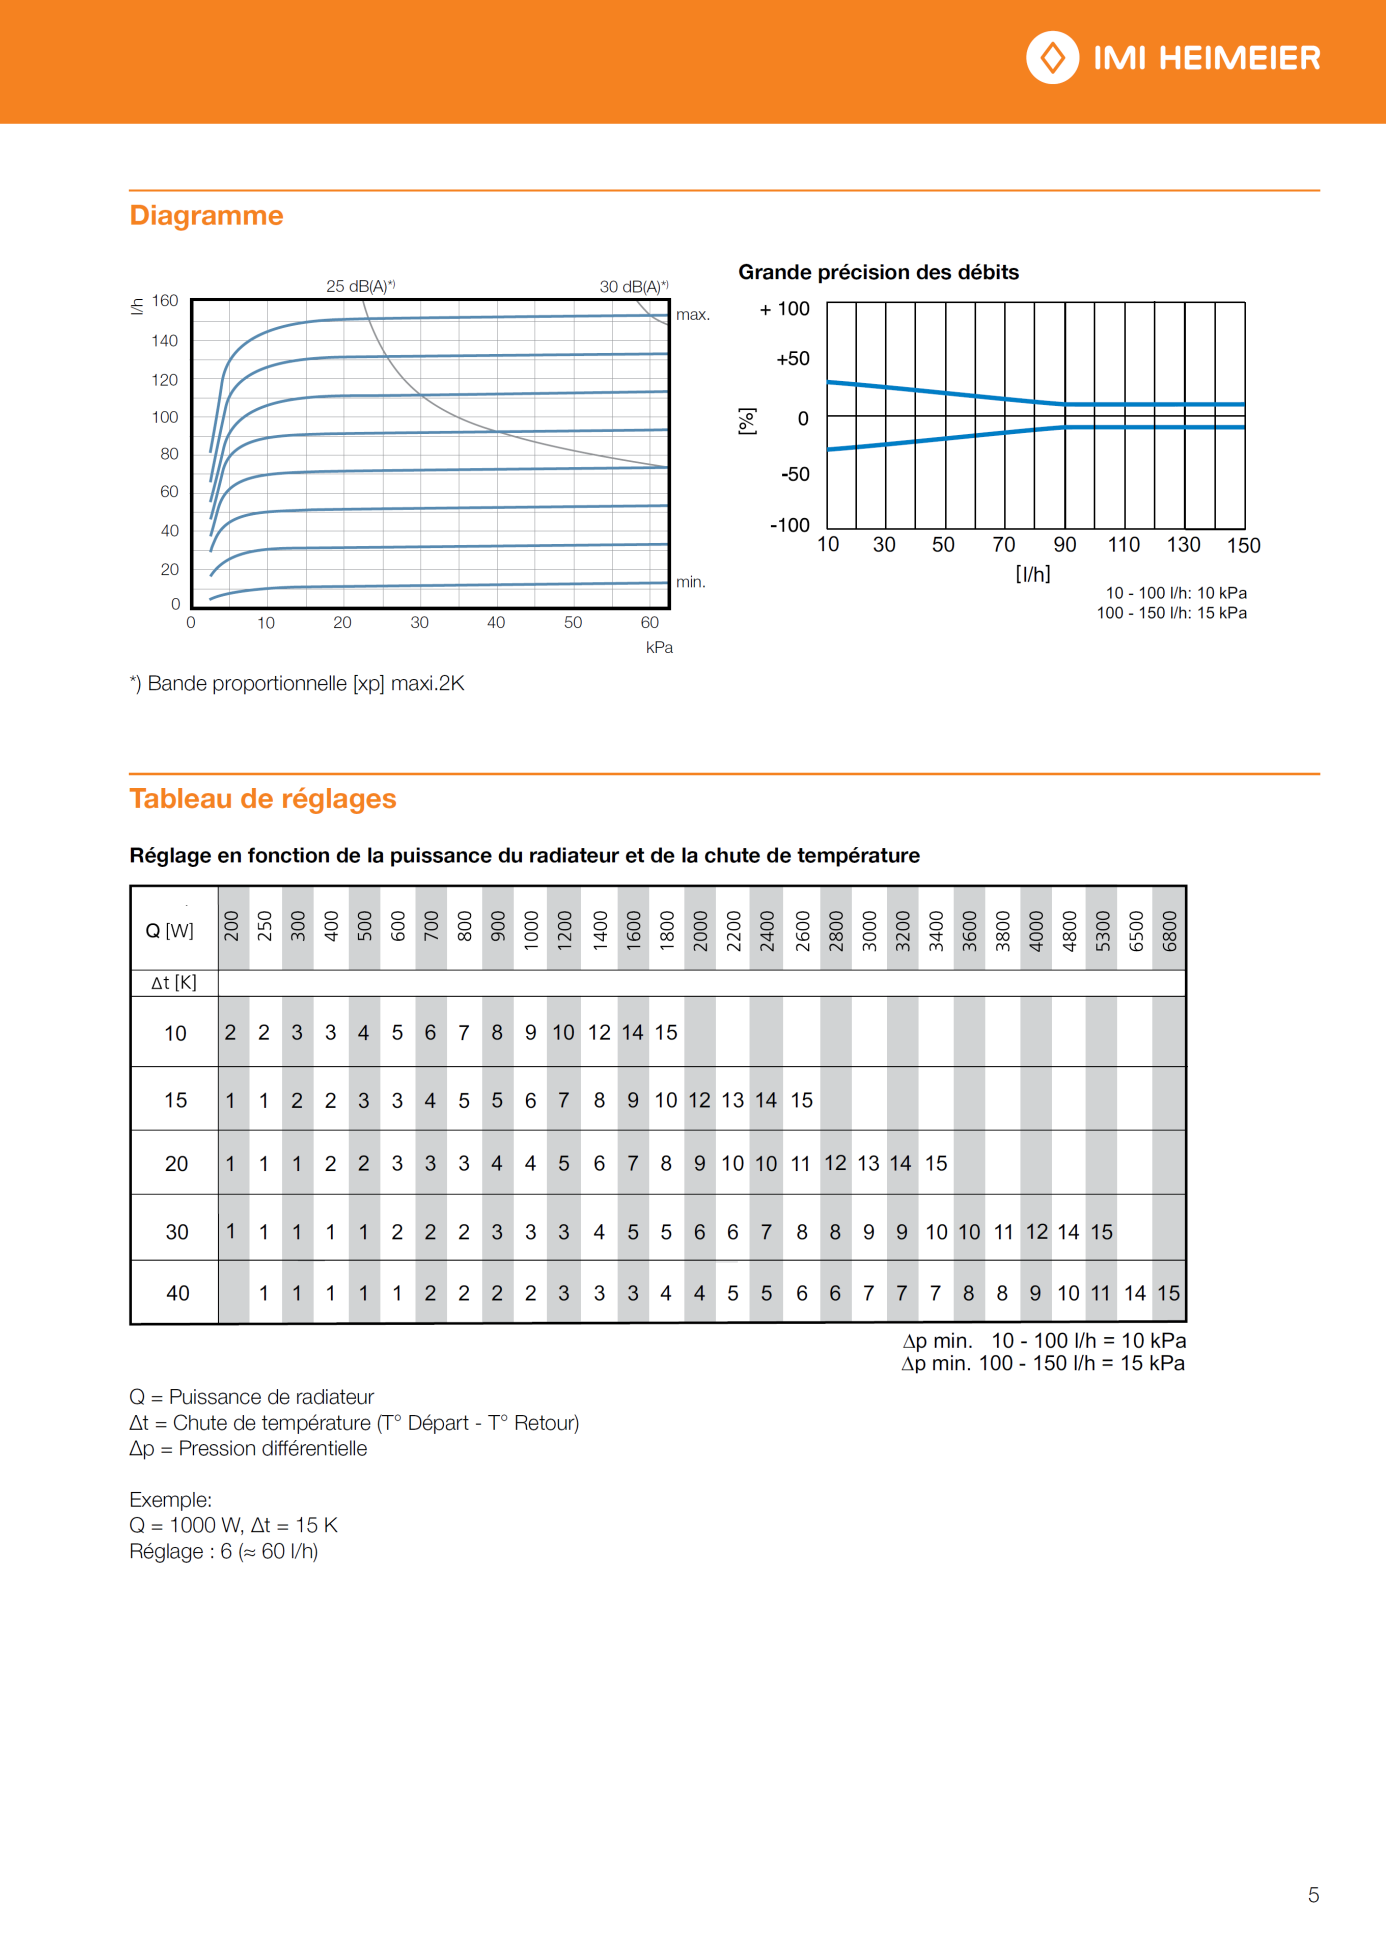 IMI HEIMEIER
Diagramme
25 dB(A)*)
30 dB(A)*)
l/h
160
140
120
100
80
60
40
20
0
max.
min.
0 10 20 30 40 50 60
kPa
*) Bande proportionnelle [xp] maxi.2K
Grande précision des débits
[%]
+ 100
+50
0
-50
-100
10 30 50 70 90 110 130 150
[l/h]
10 - 100 l/h: 10 kPa
100 - 150 l/h: 15 kPa
Tableau de réglages
Réglage en fonction de la puissance du radiateur et de la chute de température
Q [W] 200 250 300 400 500 600 700 800 900 1000 1200 1400 1600 1800 2000 2200 2400 2600 2800 3000 3200 3400 3600 3800 4000 4800 5300 6500 6800
Δt [K]
10 2 2 3 3 4 5 6 7 8 9 10 12 14 15
15 1 1 2 2 3 3 4 5 5 6 7 8 9 10 12 13 14 15
20 1 1 1 2 2 3 3 3 4 4 5 6 7 8 9 10 10 11 12 13 14 15
30 1 1 1 1 1 2 2 2 3 3 3 4 5 5 6 6 7 8 8 9 9 10 10 11 12 14 15
40 1 1 1 1 1 2 2 2 2 3 3 3 4 4 5 5 6 6 7 7 7 8 8 9 10 11 14 15
Δp min. 10 - 100 l/h = 10 kPa
Δp min. 100 - 150 l/h = 15 kPa
Q = Puissance de radiateur
Δt = Chute de température (T° Départ - T° Retour)
Δp = Pression différentielle
Exemple:
Q = 1000 W, Δt = 15 K
Réglage : 6 (≈ 60 l/h)
5